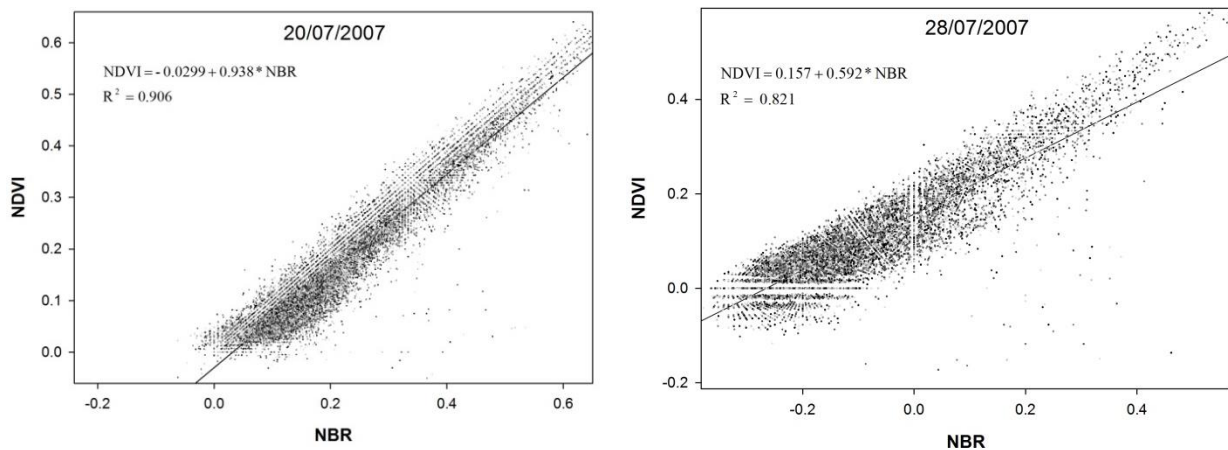 20/07/2007
NDVI = - 0.0299 + 0.938 * NBR
R² = 0.906
NDVI
0.6
0.5
0.4
0.3
0.2
0.1
0.0
-0.2 0.0 0.2 0.4 0.6
NBR
28/07/2007
NDVI = 0.157 + 0.592 * NBR
R² = 0.821
NDVI
0.4
0.2
0.0
-0.2
-0.2 0.0 0.2 0.4
NBR